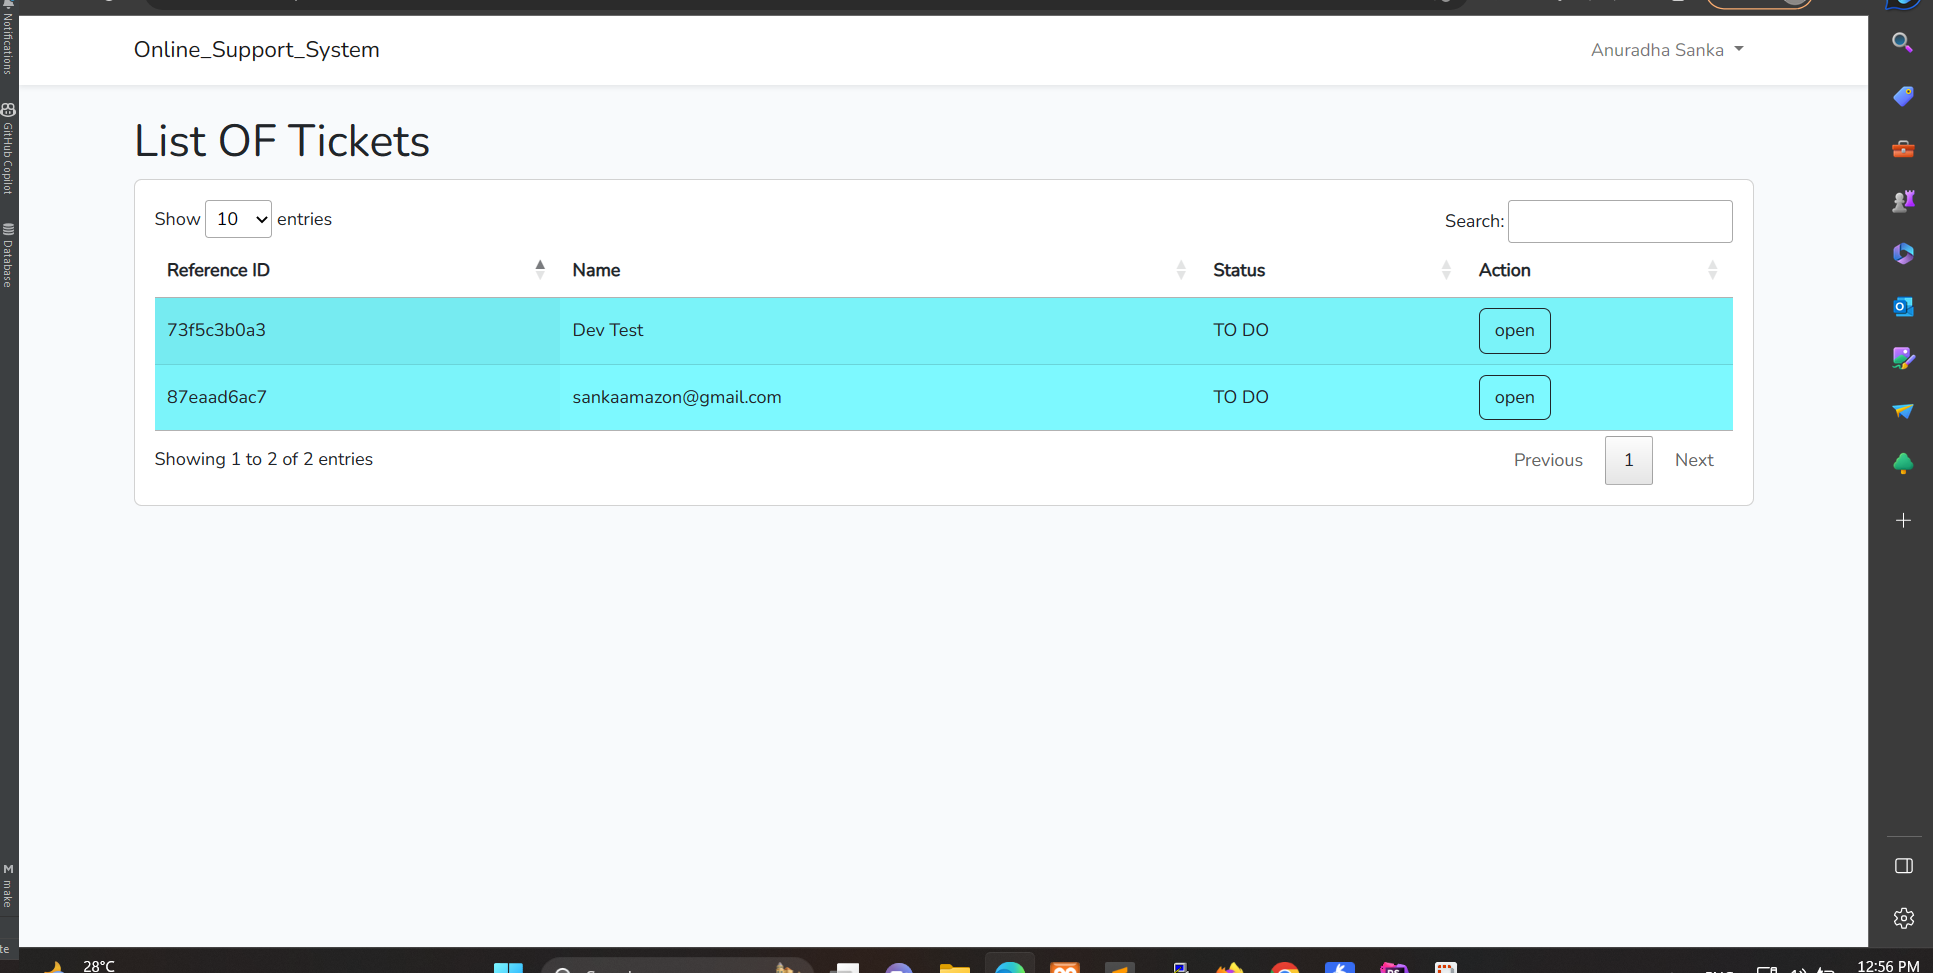 Notifications
GitHub Copilot
Database
make
te
Online_Support_System
Anuradha Sanka
List OF Tickets
Show 10 entries
Search:
Reference ID Name Status Action
73f5c3b0a3 Dev Test TO DO open
87eaad6ac7 sankaamazon@gmail.com TO DO open
Showing 1 to 2 of 2 entries
Previous 1 Next
28°C
12:56 PM